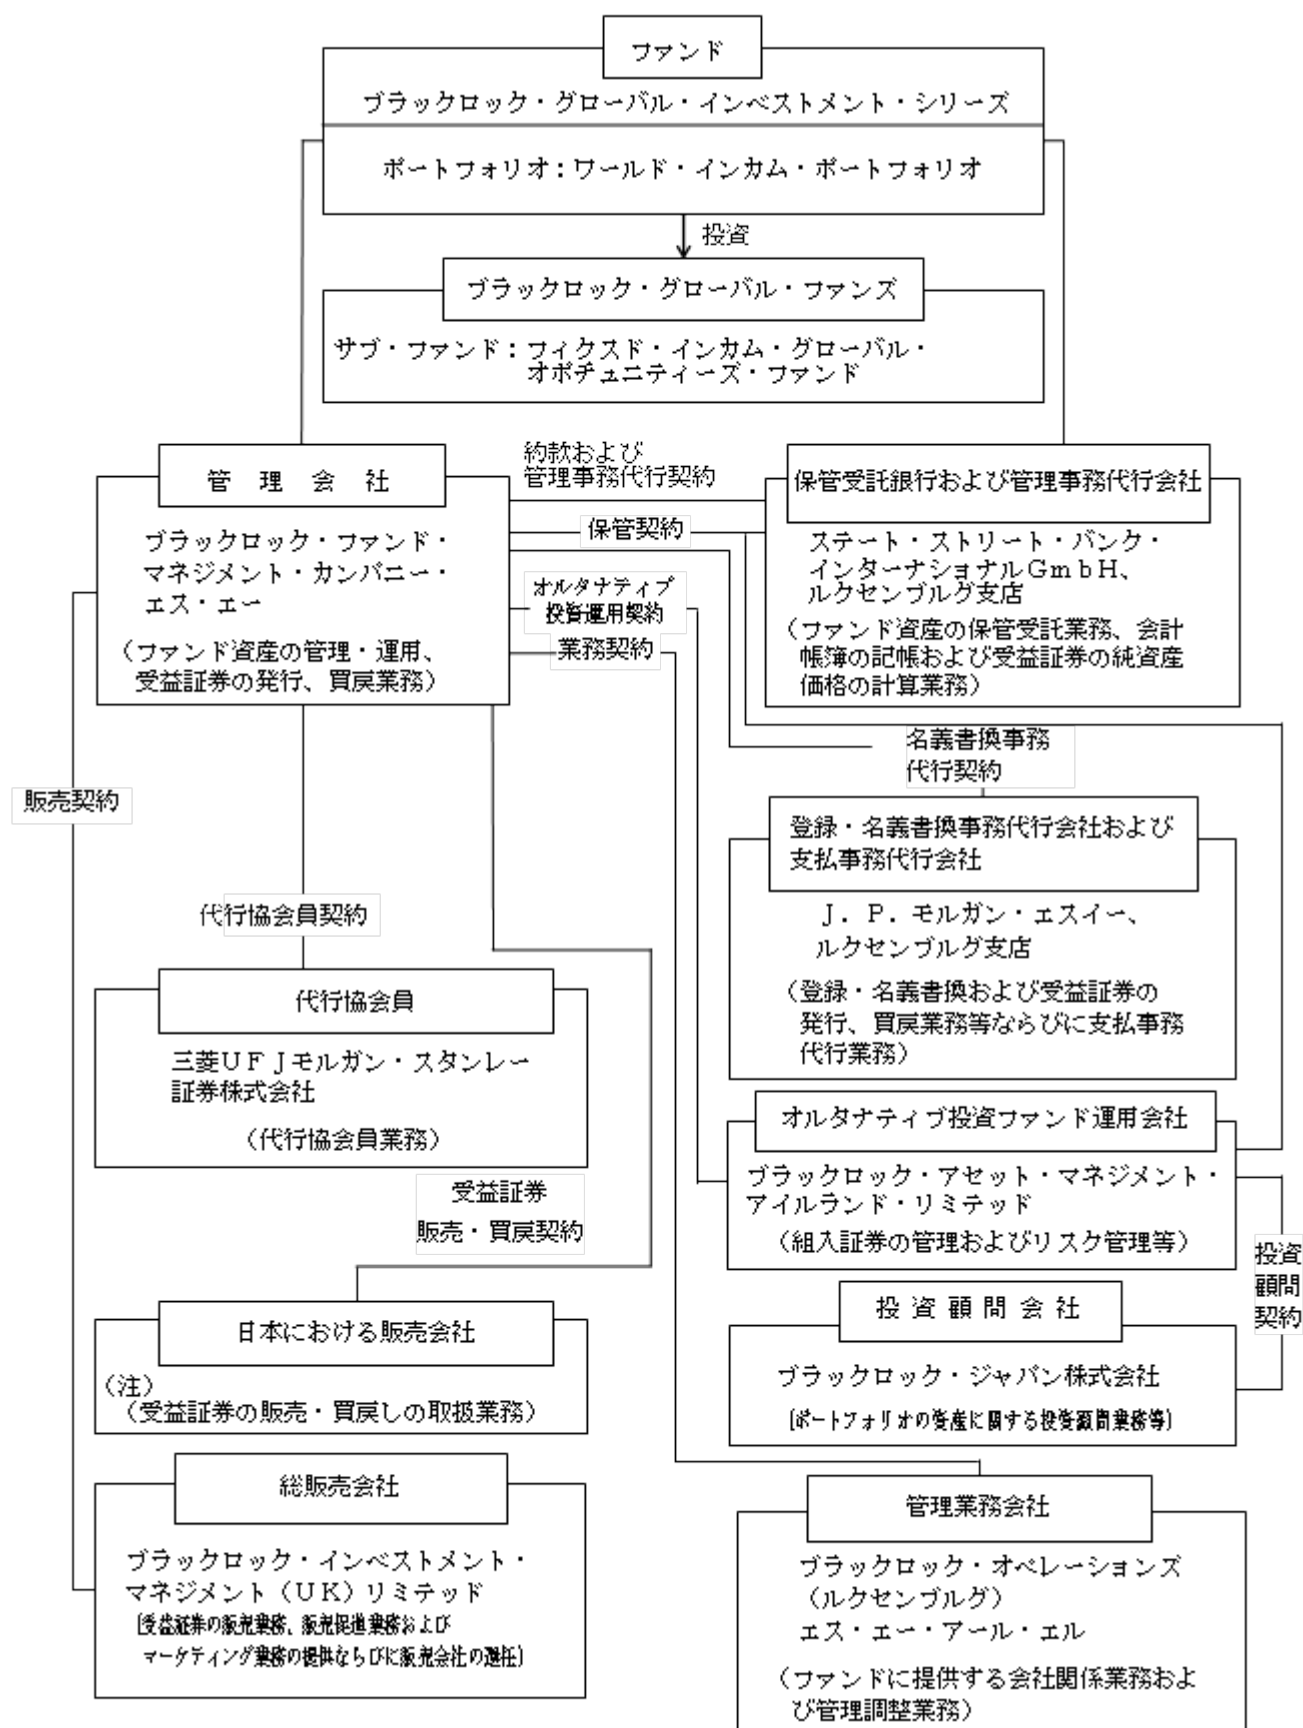 ファンド
ブラックロック・グローバル・インベストメント・シリーズ
ポートフォリオ：ワールド・インカム・ポートフォリオ
投資
ブラックロック・グローバル・ファンズ
サブ・ファンド：フィクスド・インカム・グローバル・
オポチュニティーズ・ファンド
約款および
管理事務代行契約
管理会社
ブラックロック・ファンド・
マネジメント・カンパニー・
エス・エー
（ファンド資産の管理・運用、
受益証券の発行、買戻業務）
保管契約
オルタナティブ
投資運用契約
業務契約
保管受託銀行および管理事務代行会社
ステート・ストリート・バンク・
インターナショナルＧｍｂＨ、
ルクセンブルグ支店
（ファンド資産の保管受託業務、会計
帳簿の記帳および受益証券の純資産
価格の計算業務）
名義書換事務
代行契約
販売契約
登録・名義書換事務代行会社および
支払事務代行会社
Ｊ．Ｐ．モルガン・エスイー、
ルクセンブルグ支店
（登録・名義書換および受益証券の
発行、買戻業務等ならびに支払事務
代行業務）
代行協会員契約
代行協会員
三菱ＵＦＪモルガン・スタンレー
証券株式会社
（代行協会員業務）
オルタナティブ投資ファンド運用会社
ブラックロック・アセット・マネジメント・
アイルランド・リミテッド
（組入証券の管理およびリスク管理等）
受益証券
販売・買戻契約
投資
顧問
契約
投資顧問会社
ブラックロック・ジャパン株式会社
（ポートフォリオの資産に関する投資顧問業務等）
日本における販売会社
（注）
（受益証券の販売・買戻しの取扱業務）
総販売会社
ブラックロック・インベストメント・
マネジメント（ＵＫ）リミテッド
（受益証券の販売業務、販売促進業務および
マーケティング業務の提供ならびに販売会社の選任）
管理業務会社
ブラックロック・オペレーションズ
（ルクセンブルグ）
エス・エー・アール・エル
（ファンドに提供する会社関係業務およ
び管理調整業務）